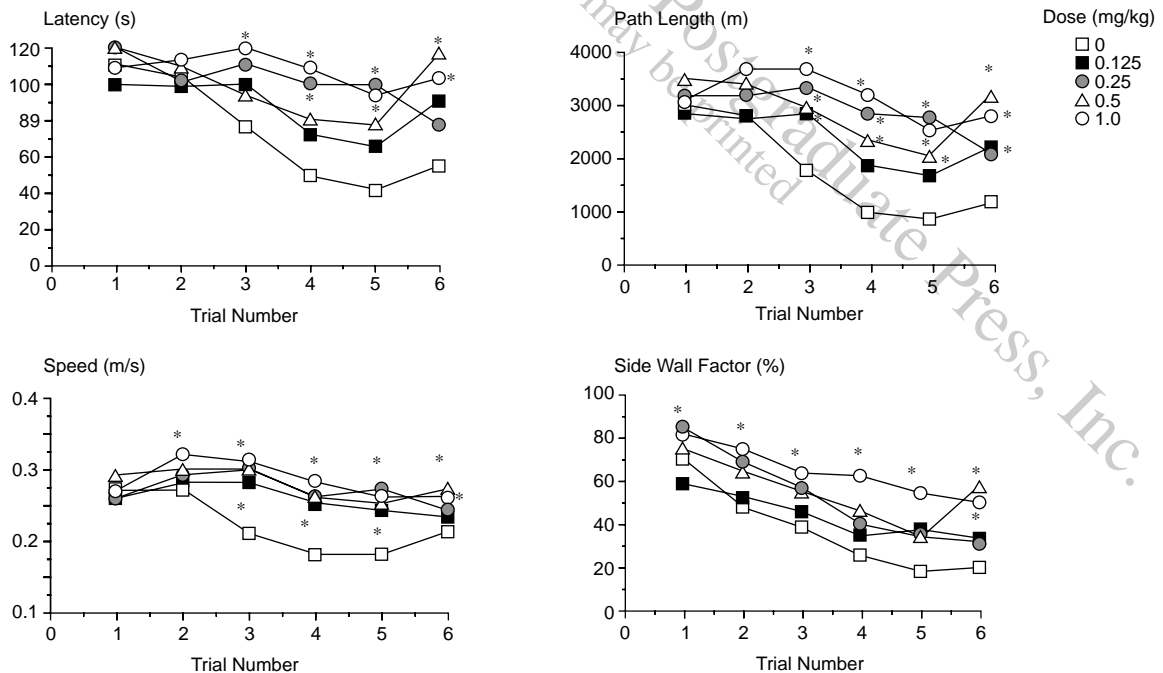 Latency (s)
120
100
89
60
40
20
0
0 1 2 3 4 5 6
Trial Number
* * * *
* * *
Path Length (m)
4000
3000
2000
1000
0
0 1 2 3 4 5 6
Trial Number
* * * *
* * * *
* * * *
Dose (mg/kg)
0
0.125
0.25
0.5
1.0
Speed (m/s)
0.4
0.3
0.2
0.1
0 1 2 3 4 5 6
Trial Number
* * * * *
* * * *
Side Wall Factor (%)
100
80
60
40
20
0
0 1 2 3 4 5 6
Trial Number
* * * * * *
*
Postgraduate Press, Inc.
may be printed